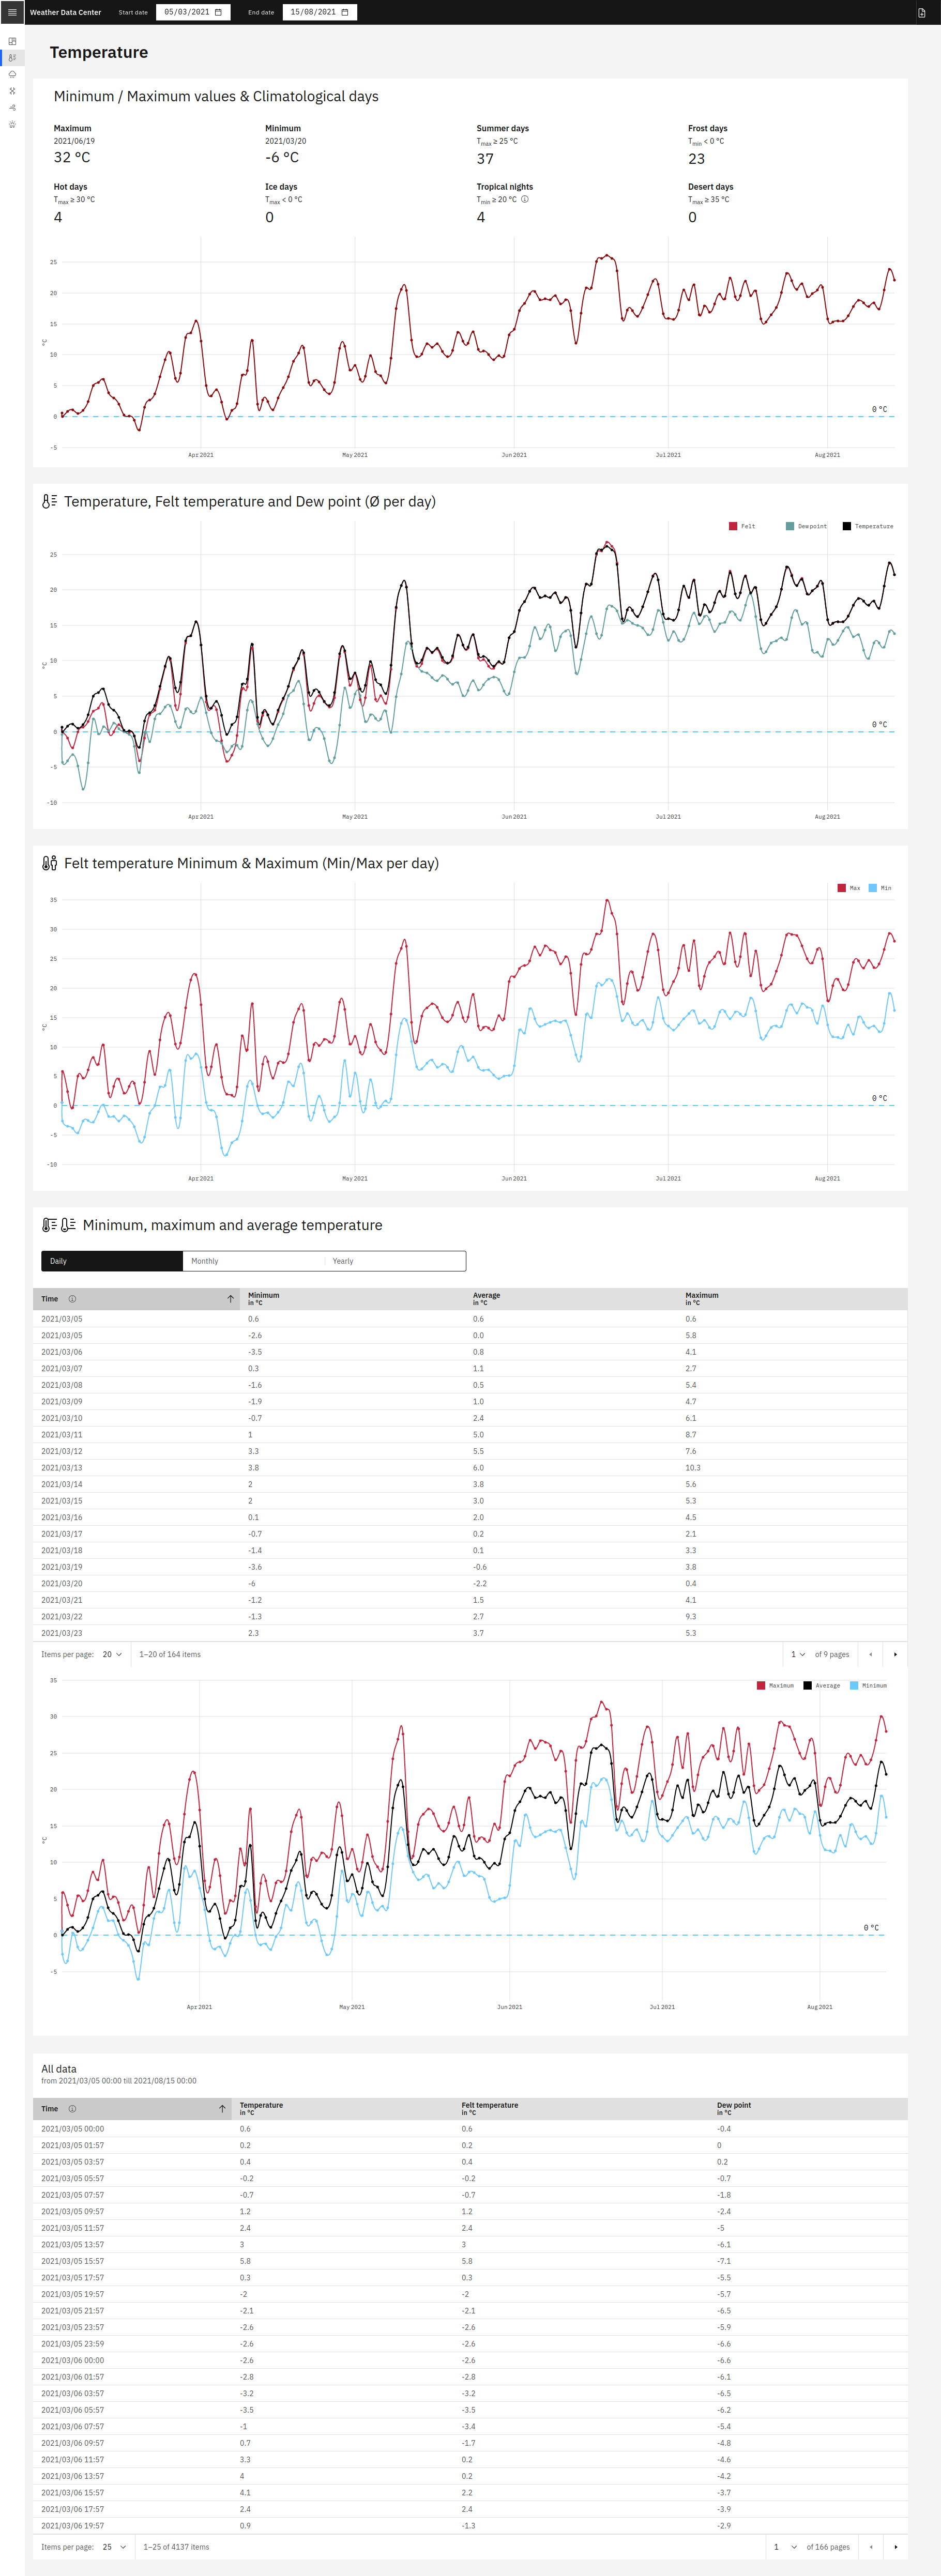 Weather Data Center Start date 05/03/2021 End date 15/08/2021
Temperature
Minimum / Maximum values & Climatological days
Maximum Minimum Summer days Frost days
2021/06/19 2021/03/20 Tmax ≥ 25 °C Tmin < 0 °C
32 °C -6 °C 37 23
Hot days Ice days Tropical nights Desert days
Tmax ≥ 30 °C Tmax < 0 °C Tmin ≥ 20 °C Tmax ≥ 35 °C
4 0 4 0
25
20
15
°C
10
5
0 0 °C
-5
Apr 2021 May 2021 Jun 2021 Jul 2021 Aug 2021
Temperature, Felt temperature and Dew point (Ø per day)
Felt Dewpoint Temperature
25
20
15
10
°C
5
0 0 °C
-5
-10
Apr 2021 May 2021 Jun 2021 Jul 2021 Aug 2021
Felt temperature Minimum & Maximum (Min/Max per day)
Max Min
35
30
25
20
15
°C
10
5
0 0 °C
-5
-10
Apr 2021 May 2021 Jun 2021 Jul 2021 Aug 2021
Minimum, maximum and average temperature
Daily Monthly Yearly
Time Minimum in °C Average in °C Maximum in °C
2021/03/05 0.6 0.6 0.6
2021/03/05 -2.6 0.0 5.8
2021/03/06 -3.5 0.8 4.1
2021/03/07 0.3 1.1 2.7
2021/03/08 -1.6 0.5 5.4
2021/03/09 -1.9 1.0 4.7
2021/03/10 -0.7 2.4 6.1
2021/03/11 1 5.0 8.7
2021/03/12 3.3 5.5 7.6
2021/03/13 3.8 6.0 10.3
2021/03/14 2 3.8 5.6
2021/03/15 2 3.0 5.3
2021/03/16 0.1 2.0 4.5
2021/03/17 -0.7 0.2 2.1
2021/03/18 -1.4 0.1 3.3
2021/03/19 -3.6 -0.6 3.8
2021/03/20 -6 -2.2 0.4
2021/03/21 -1.2 1.5 4.1
2021/03/22 -1.3 2.7 9.3
2021/03/23 2.3 3.7 5.3
Items per page: 20 1–20 of 164 items 1 of 9 pages
35
Maximum Average Minimum
30
25
20
15
°C
10
5
0 0 °C
-5
Apr 2021 May 2021 Jun 2021 Jul 2021 Aug 2021
All data
from 2021/03/05 00:00 till 2021/08/15 00:00
Time Temperature in °C Felt temperature in °C Dew point in °C
2021/03/05 00:00 0.6 0.6 -0.4
2021/03/05 01:57 0.2 0.2 0
2021/03/05 03:57 0.4 0.4 0.2
2021/03/05 05:57 -0.2 -0.2 -0.7
2021/03/05 07:57 -0.7 -0.7 -1.8
2021/03/05 09:57 1.2 1.2 -2.4
2021/03/05 11:57 2.4 2.4 -5
2021/03/05 13:57 3 3 -6.1
2021/03/05 15:57 5.8 5.8 -7.1
2021/03/05 17:57 0.3 0.3 -5.5
2021/03/05 19:57 -2 -2 -5.7
2021/03/05 21:57 -2.1 -2.1 -6.5
2021/03/05 23:57 -2.6 -2.6 -5.9
2021/03/05 23:59 -2.6 -2.6 -6.6
2021/03/06 00:00 -2.6 -2.6 -6.6
2021/03/06 01:57 -2.8 -2.8 -6.1
2021/03/06 03:57 -3.2 -3.2 -6.5
2021/03/06 05:57 -3.5 -3.5 -6.2
2021/03/06 07:57 -1 -3.4 -5.4
2021/03/06 09:57 0.7 -1.7 -4.8
2021/03/06 11:57 3.3 0.2 -4.6
2021/03/06 13:57 4 0.2 -4.2
2021/03/06 15:57 4.1 2.2 -3.7
2021/03/06 17:57 2.4 2.4 -3.9
2021/03/06 19:57 0.9 -1.3 -2.9
Items per page: 25 1–25 of 4137 items 1 of 166 pages